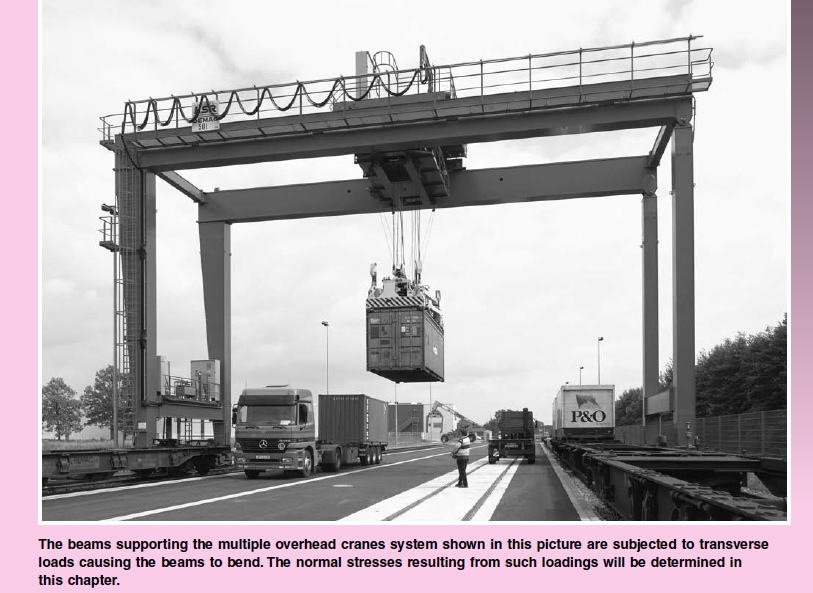 DEMAG
P&O
The beams supporting the multiple overhead cranes system shown in this picture are subjected to transverse
loads causing the beams to bend. The normal stresses resulting from such loadings will be determined in
this chapter.